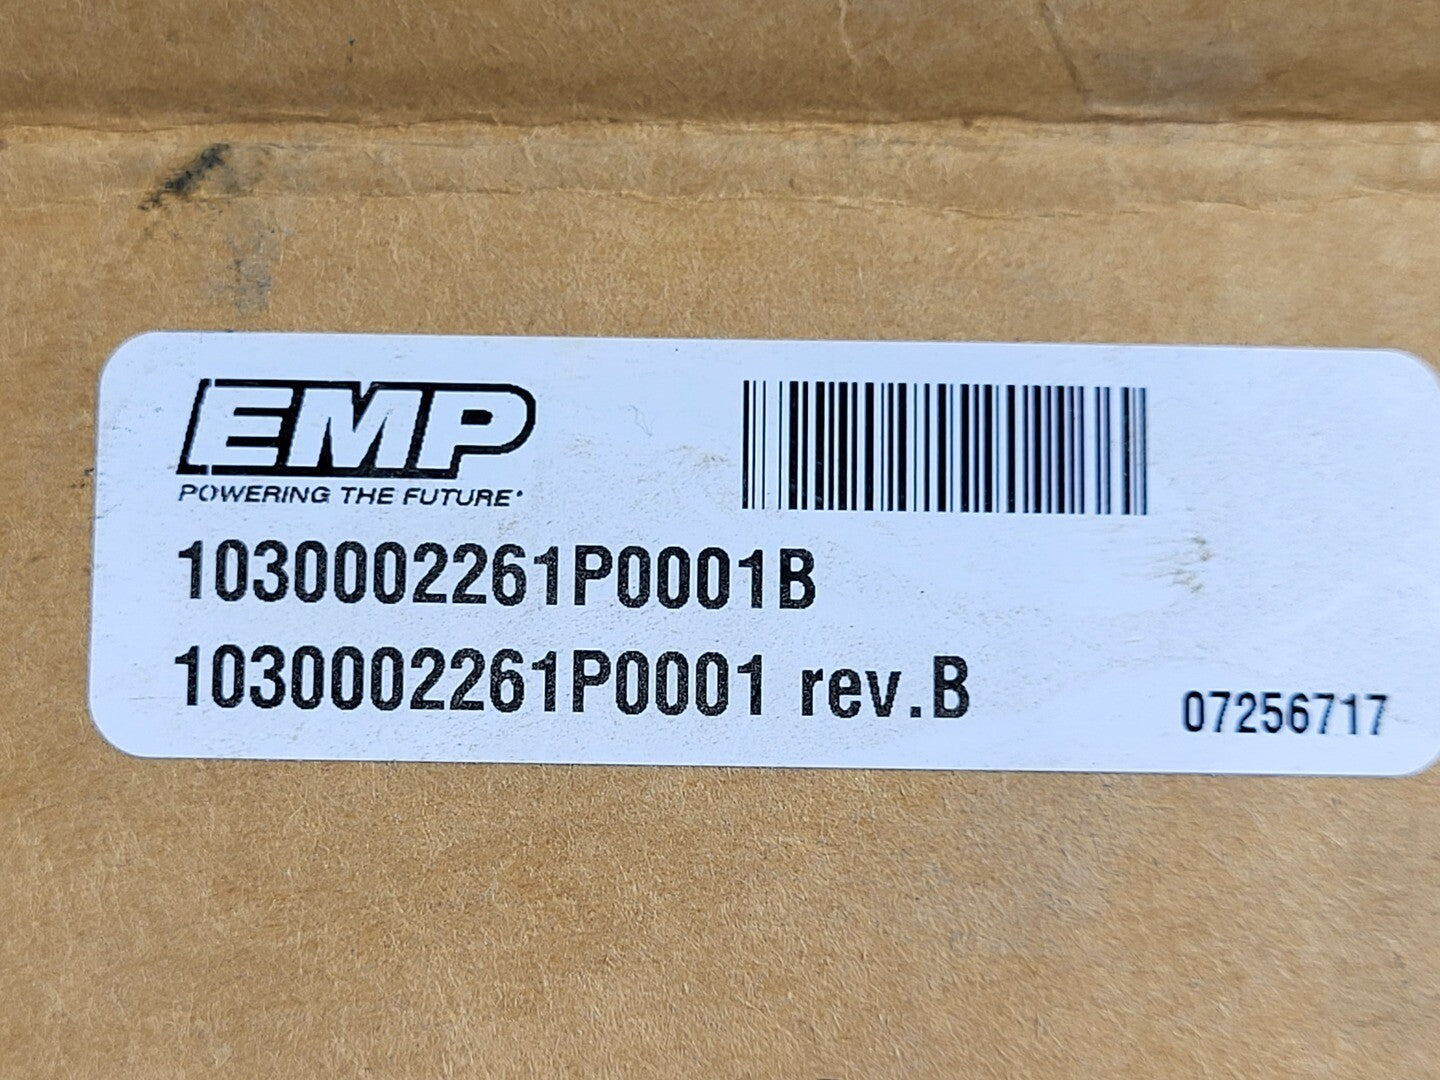 EMP
POWERING THE FUTURE
1030002261P0001B
1030002261P0001 rev.B
07256717